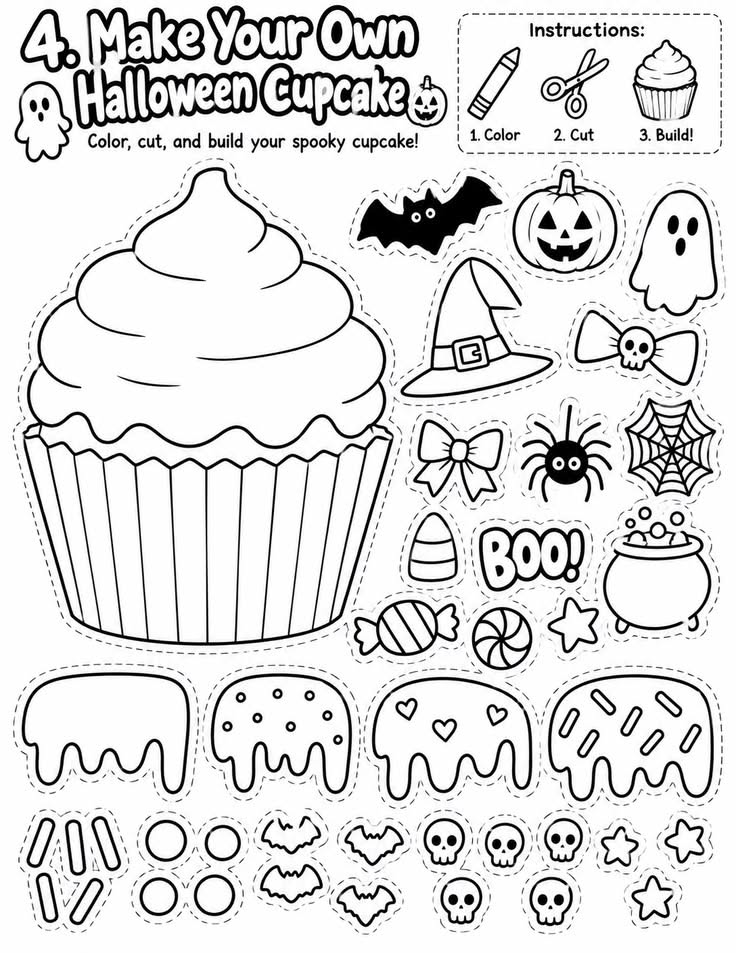 4. Make Your Own
Halloween Cupcake
Color, cut, and build your spooky cupcake!
Instructions:
1. Color
2. Cut
3. Build!
BOO!